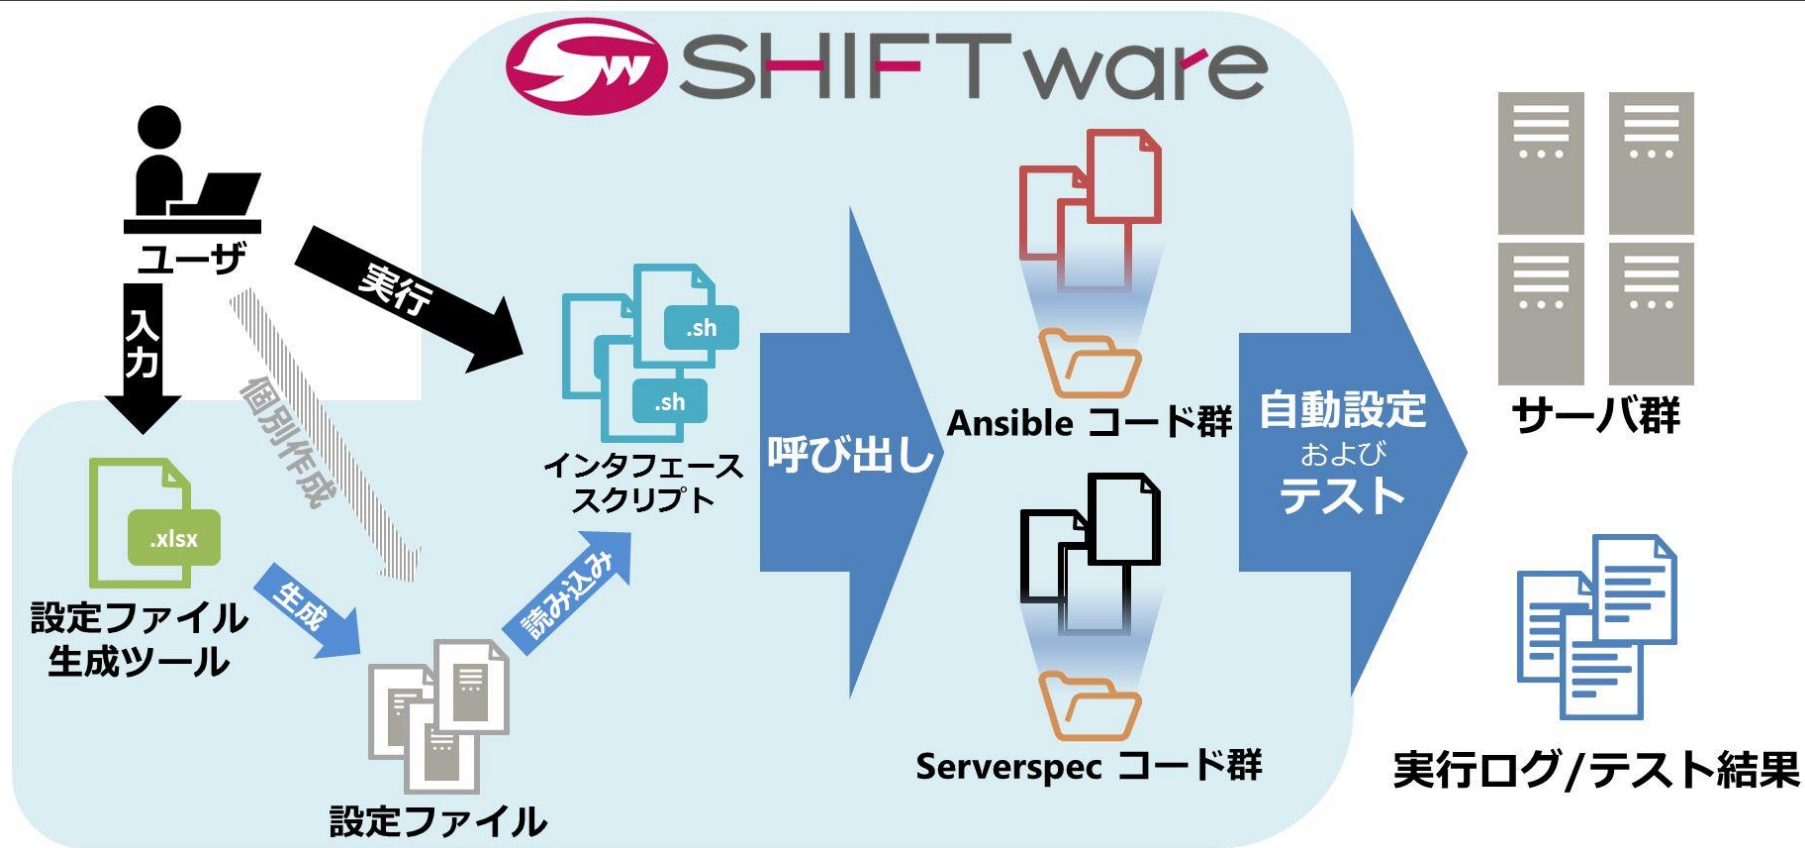 SW SHIFTware
ユーザ
実行
入力
個別作成
.sh
.sh
インタフェース
スクリプト
.xlsx
設定ファイル
生成ツール
生成
読み込み
設定ファイル
呼び出し
Ansible コード群
Serverspec コード群
自動設定
および
テスト
サーバ群
実行ログ/テスト結果